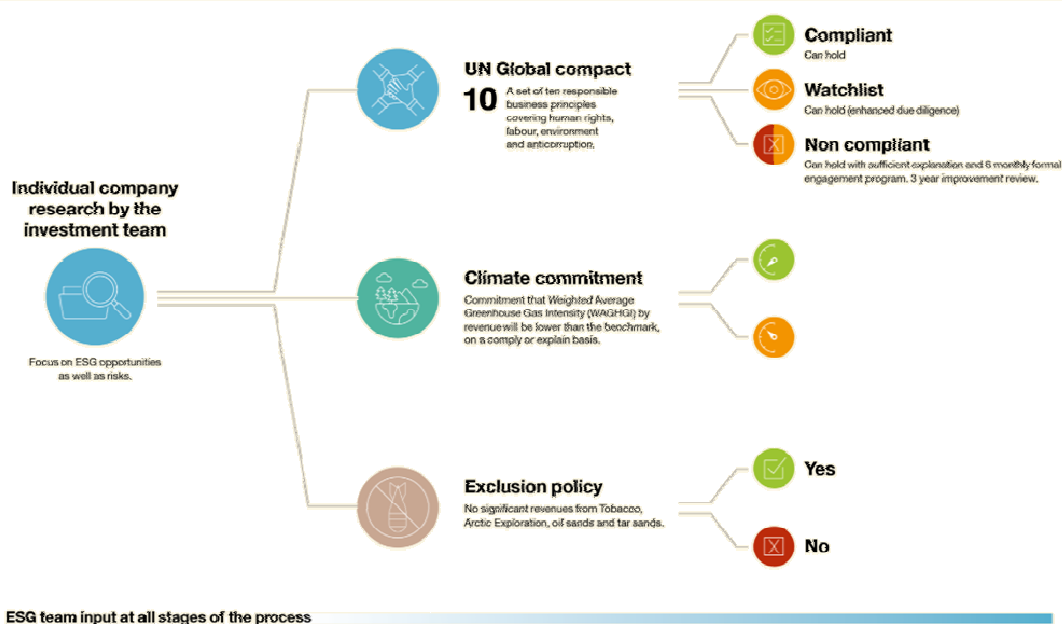 Individual company
research by the
investment team
Focus on ESG opportunities
as well as risks.
UN Global compact
10
A set of ten responsible
business principles
covering human rights,
labour, environment
and anticorruption.
Compliant
Can hold
Watchlist
Can hold (enhanced due diligence)
Non compliant
Can hold with sufficient explanation and 6 monthly formal
engagement program. 3 year improvement review.
Climate commitment
Commitment that Weighted Average
Greenhouse Gas Intensity (WAGHGI) by
revenue will be lower than the benchmark,
on a comply or explain basis.
Exclusion policy
No significant revenues from Tobacco,
Arctic Exploration, oil sands and tar sands.
Yes
No
ESG team input at all stages of the process